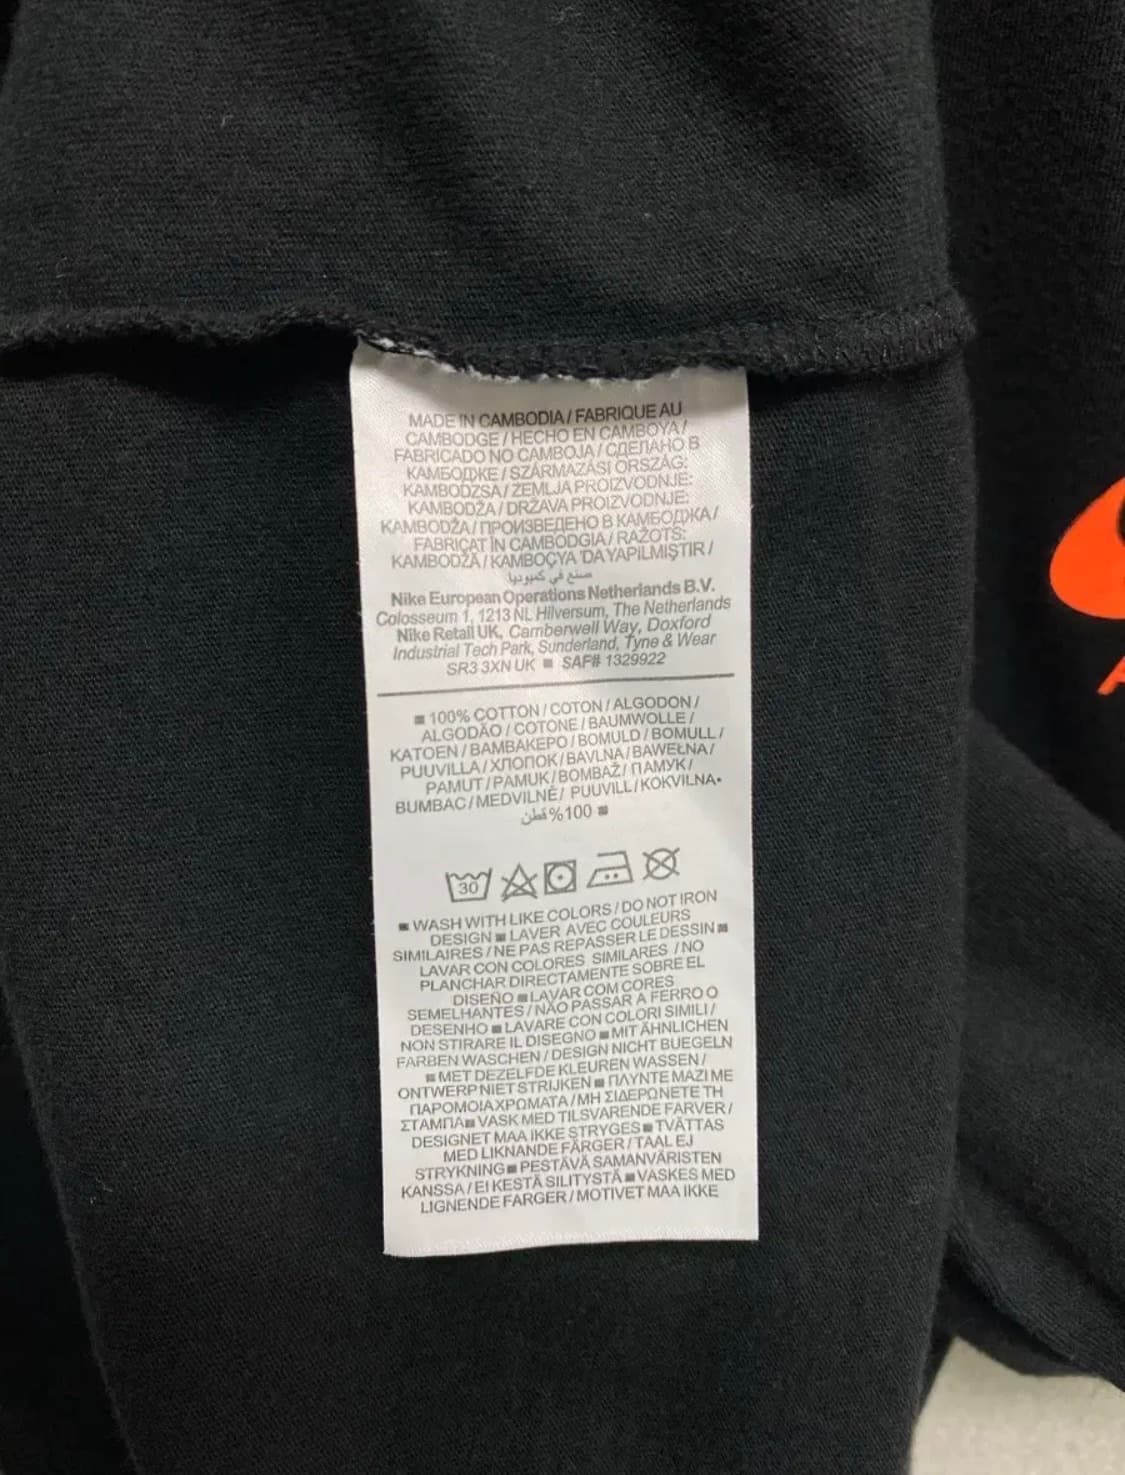 MADE IN CAMBODIA / FABRIQUE AU
CAMBODGE / HECHO EN CAMBOYA /
FABRICADO NO CAMBOJA / СДЕЛАНО В
КАМБОДЖЕ / SZÁRMAZÁSI ORSZÁG:
KAMBODZSA / ZEMLJA PROIZVODNJE:
KAMBODŽA / DRŽAVA PROIZVODNJE:
KAMBODŽA / ПРОИЗВЕДЕНО В КАМБОДЖА /
FABRICAT ÎN CAMBODGIA / RAŽOTS:
KAMBODŽĀ / KAMBOÇYA 'DA YAPILMIŞTIR /
صنع في كمبوديا
Nike European Operations Netherlands B.V.
Colosseum 1, 1213 NL Hilversum, The Netherlands
Nike Retail UK, Camberwell Way, Doxford
Industrial Tech Park, Sunderland, Tyne & Wear
SR3 3XN UK ■ SAF# 1329922
■ 100% COTTON / COTON / ALGODON /
ALGODÃO / COTONE / BAUMWOLLE /
KATOEN / ΒΑΜΒΑΚΕΡΟ / BOMULD / BOMULL /
PUUVILLA / ХЛОПОК / BAVLNA / BAWEŁNA /
PAMUT / PAMUK / BOMBAŽ / ПАМУК /
BUMBAC / MEDVILNĖ / PUUVILL / KOKVILNA•
100% قطن ■
30
■ WASH WITH LIKE COLORS / DO NOT IRON
DESIGN ■ LAVER AVEC COULEURS
SIMILAIRES / NE PAS REPASSER LE DESSIN ■
LAVAR CON COLORES SIMILARES / NO
PLANCHAR DIRECTAMENTE SOBRE EL
DISEÑO ■ LAVAR COM CORES
SEMELHANTES / NÃO PASSAR A FERRO O
DESENHO ■ LAVARE CON COLORI SIMILI /
NON STIRARE IL DISEGNO ■ MIT ÄHNLICHEN
FARBEN WASCHEN / DESIGN NICHT BUEGELN
■ MET DEZELFDE KLEUREN WASSEN /
ONTWERP NIET STRIJKEN ■ ΠΛΥΝΤΕ ΜΑΖΙ ΜΕ
ΠΑΡΟΜΟΙΑ ΧΡΩΜΑΤΑ / ΜΗ ΣΙΔΕΡΩΝΕΤΕ ΤΗ
ΣΤΑΜΠΑ ■ VASK MED TILSVARENDE FARVER /
DESIGNET MAA IKKE STRYGES ■ TVÄTTAS
MED LIKNANDE FÄRGER / TAAL EJ
STRYKNING ■ PESTÄVÄ SAMANVÄRISTEN
KANSSA / EI KESTÄ SILITYSTÄ ■ VASKES MED
LIGNENDE FARGER / MOTIVET MAA IKKE